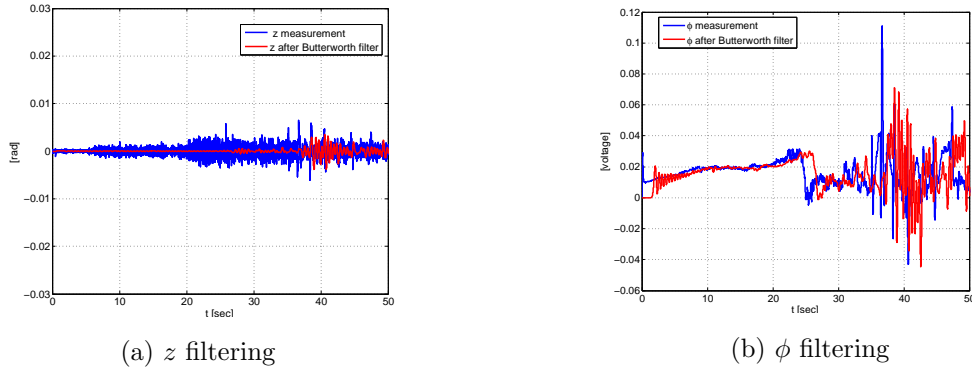 0.03
0.02
0.01
0
−0.01
−0.02
−0.03
[rad]
z measurement
z after Butterworth filter
0 10 20 30 40 50
t [sec]
(a) z filtering
0.12
0.1
0.08
0.06
0.04
0.02
0
−0.02
−0.04
−0.06
[voltage]
ϕ measurement
ϕ after Butterworth filter
0 10 20 30 40 50
t [sec]
(b) ϕ filtering